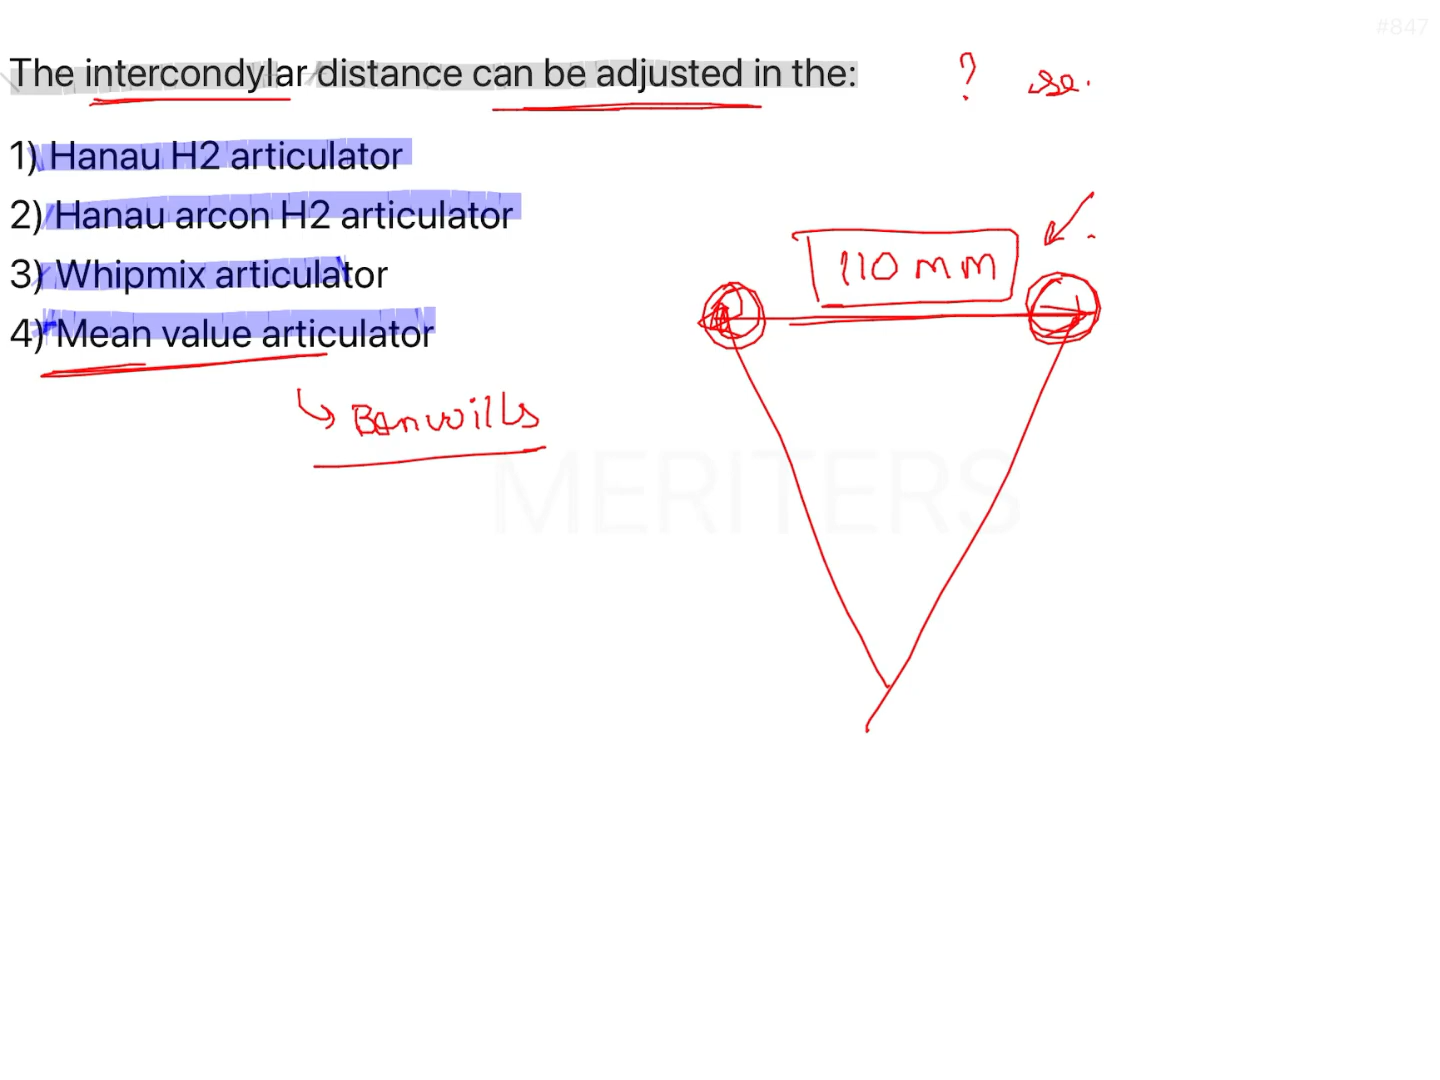 #847
The intercondylar distance can be adjusted in the: ?
1) Hanau H2 articulator
2) Hanau arcon H2 articulator
3) Whipmix articulator
4) Mean value articulator
110 mm
Bonwills
MERITERS